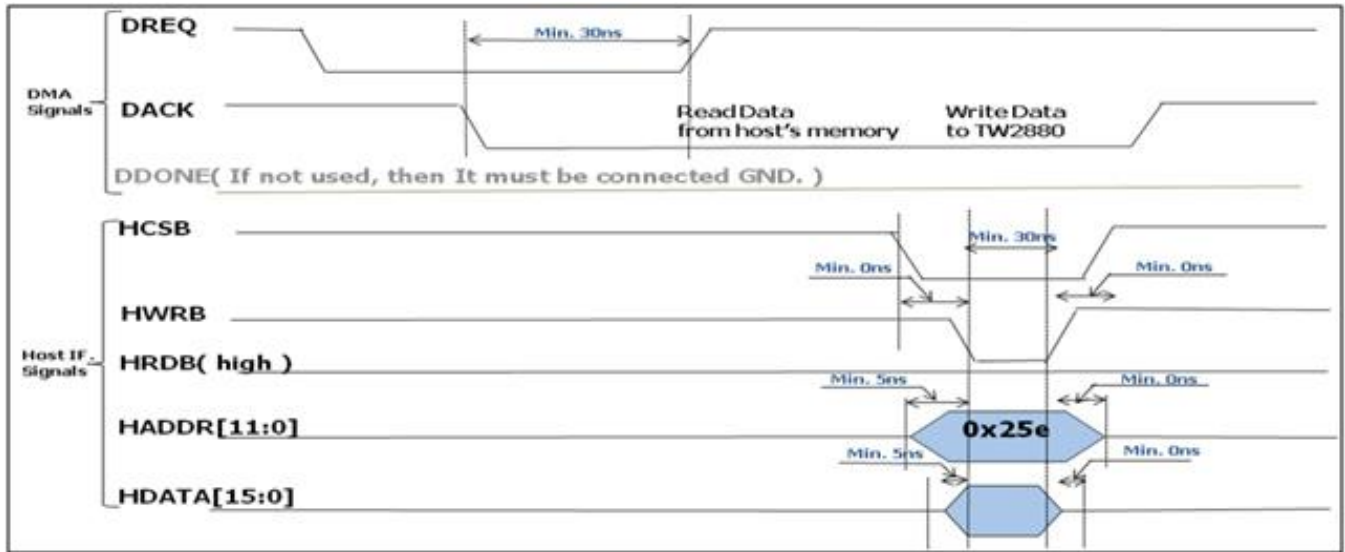 DREQ
Min. 30ns
DMA
Signals
DACK
Read Data
from host's memory
Write Data
to TW2880
DDONE( If not used, then It must be connected GND. )
HCSB
Min. 30ns
Min. 0ns
Min. 0ns
HWRB
Host IF.
Signals
HRDB( high )
Min. 5ns
Min. 0ns
HADDR[11:0]
0x25e
Min. 5ns
Min. 0ns
HDATA[15:0]